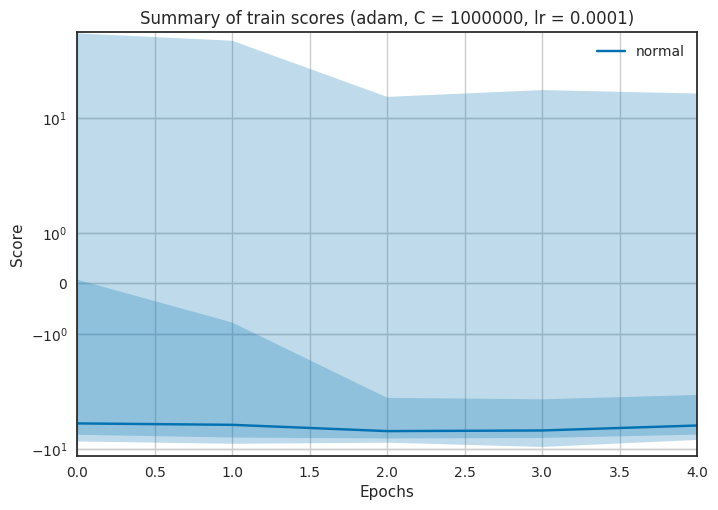 Summary of train scores (adam, C = 1000000, lr = 0.0001)
normal
10¹
10⁰
0
−10⁰
−10¹
Score
0.0 0.5 1.0 1.5 2.0 2.5 3.0 3.5 4.0
Epochs